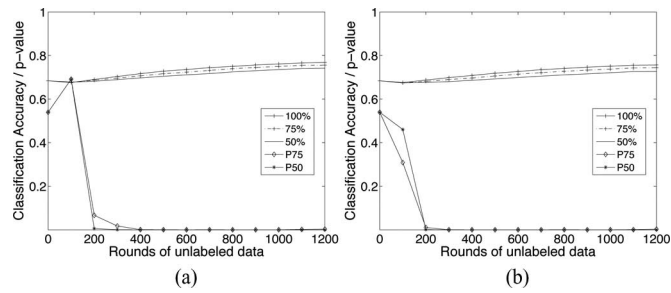 1
0.8
0.6
0.4
0.2
Classification Accuracy / p-value
100%
75%
50%
P75
P50
0 200 400 600 800 1000 1200
Rounds of unlabeled data
(a)
1
0.8
0.6
0.4
0.2
Classification Accuracy / p-value
100%
75%
50%
P75
P50
0 200 400 600 800 1000 1200
Rounds of unlabeled data
(b)